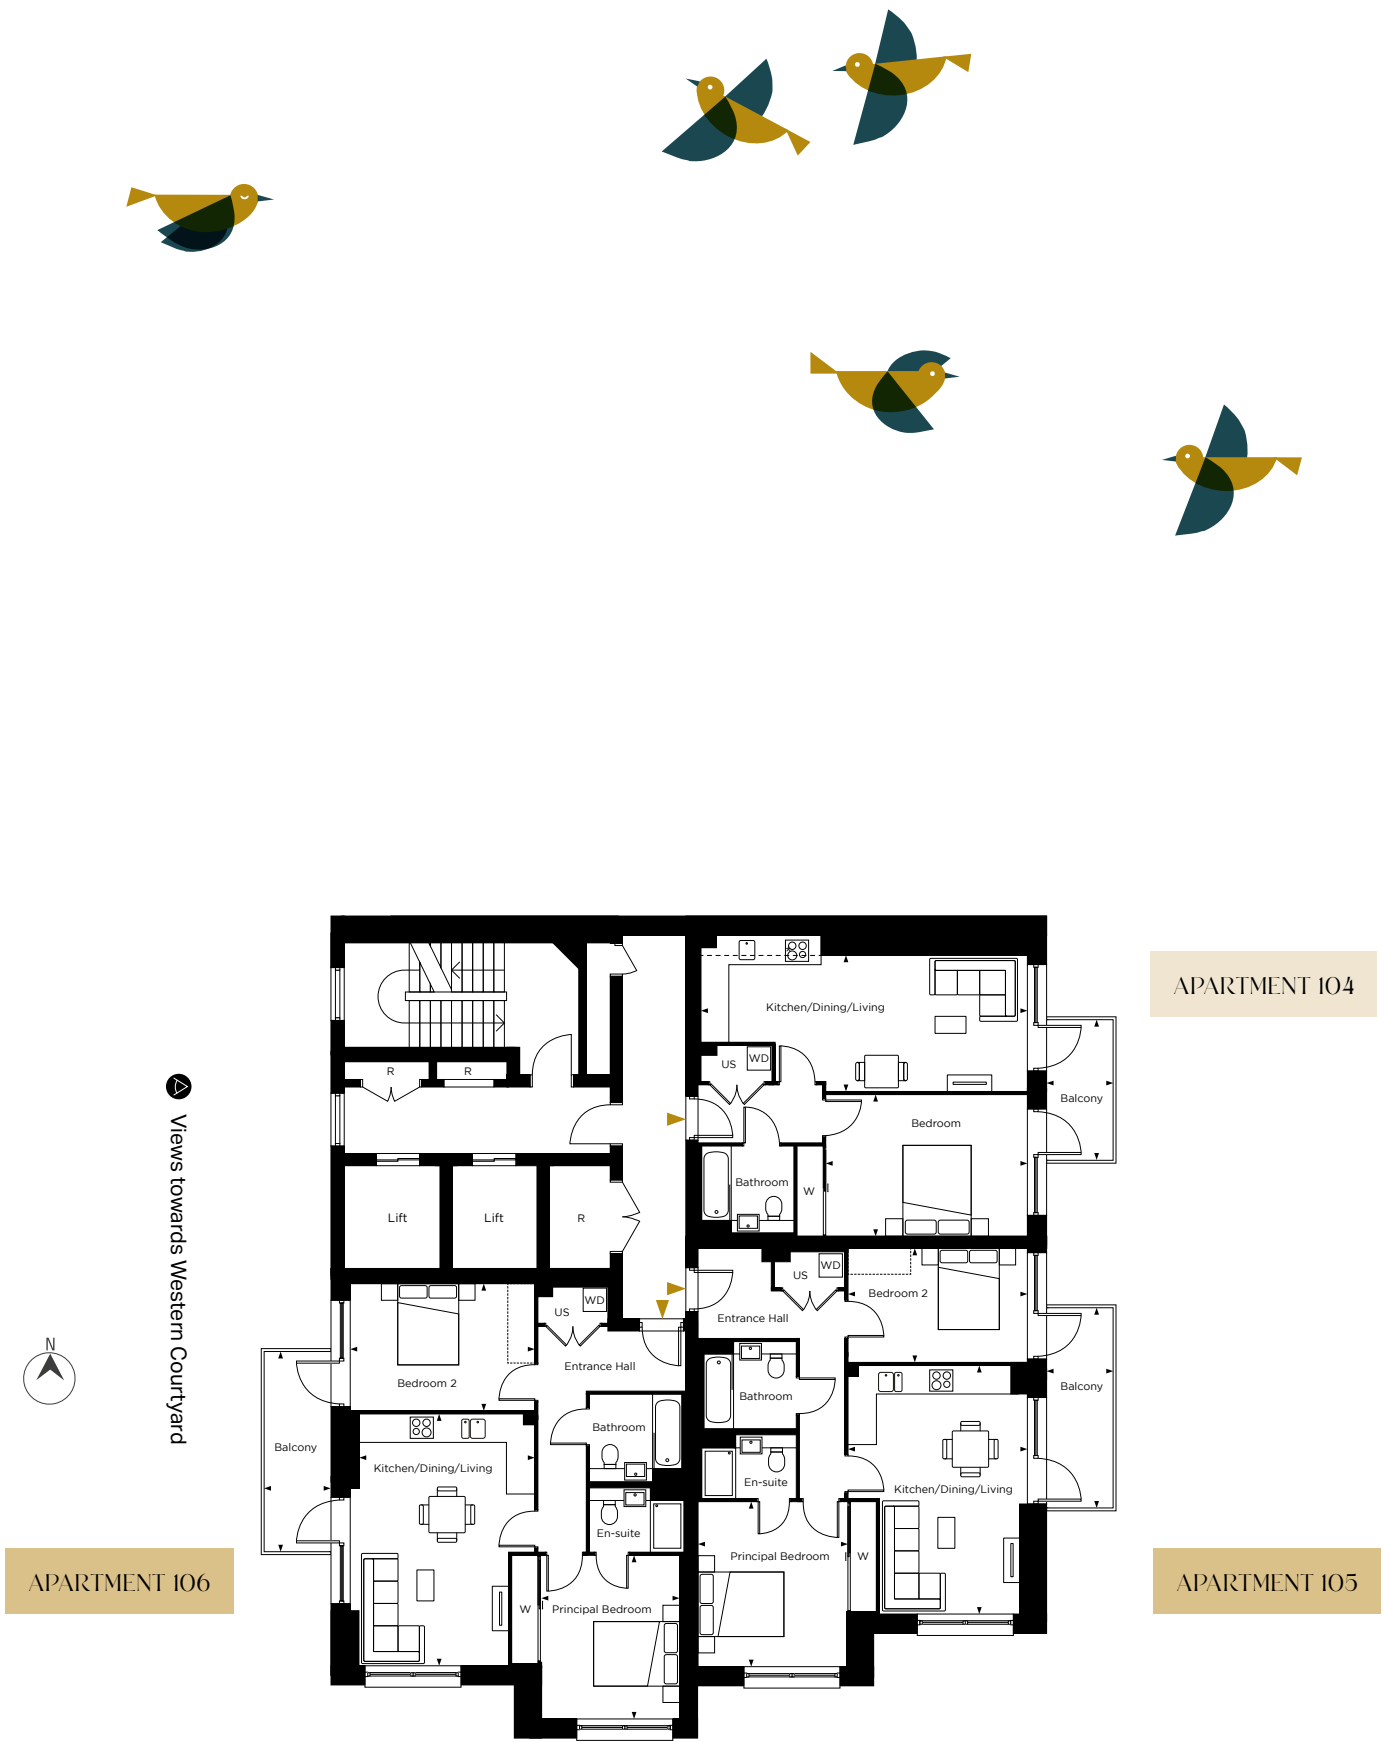 APARTMENT 104
Kitchen/Dining/Living
US
WD
R
R
Balcony
Bedroom
Bathroom
W
Lift
Lift
R
Views towards Western Courtyard
US
WD
Bedroom 2
Entrance Hall
US
WD
Entrance Hall
Bedroom 2
Balcony
Bathroom
N
Bathroom
Balcony
Kitchen/Dining/Living
En-suite
Kitchen/Dining/Living
En-suite
Principal Bedroom
W
W
Principal Bedroom
APARTMENT 106
APARTMENT 105